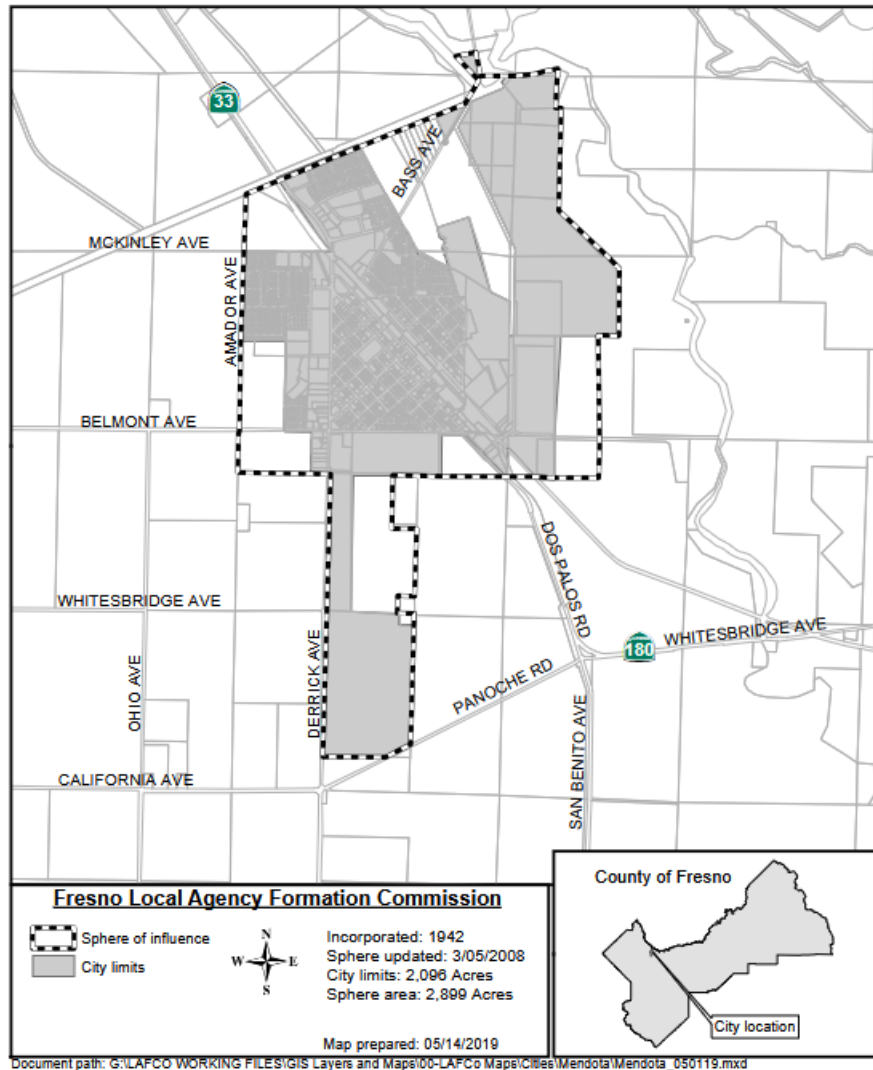 33
BASS AVE
MCKINLEY AVE
AMADOR AVE
BELMONT AVE
DOS PALOS RD
WHITESBRIDGE AVE
WHITESBRIDGE AVE
180
OHIO AVE
DERRICK AVE
PANOCHE RD
SAN BENITO AVE
CALIFORNIA AVE
Fresno Local Agency Formation Commission
Sphere of influence
City limits
N
W E
S
Incorporated: 1942
Sphere updated: 3/05/2008
City limits: 2,096 Acres
Sphere area: 2,899 Acres
Map prepared: 05/14/2019
County of Fresno
City location
Document path: G:\LAFCO WORKING FILES\GIS Layers and Maps\00-LAFCo Maps\Cities\Mendota\Mendota_050119.mxd